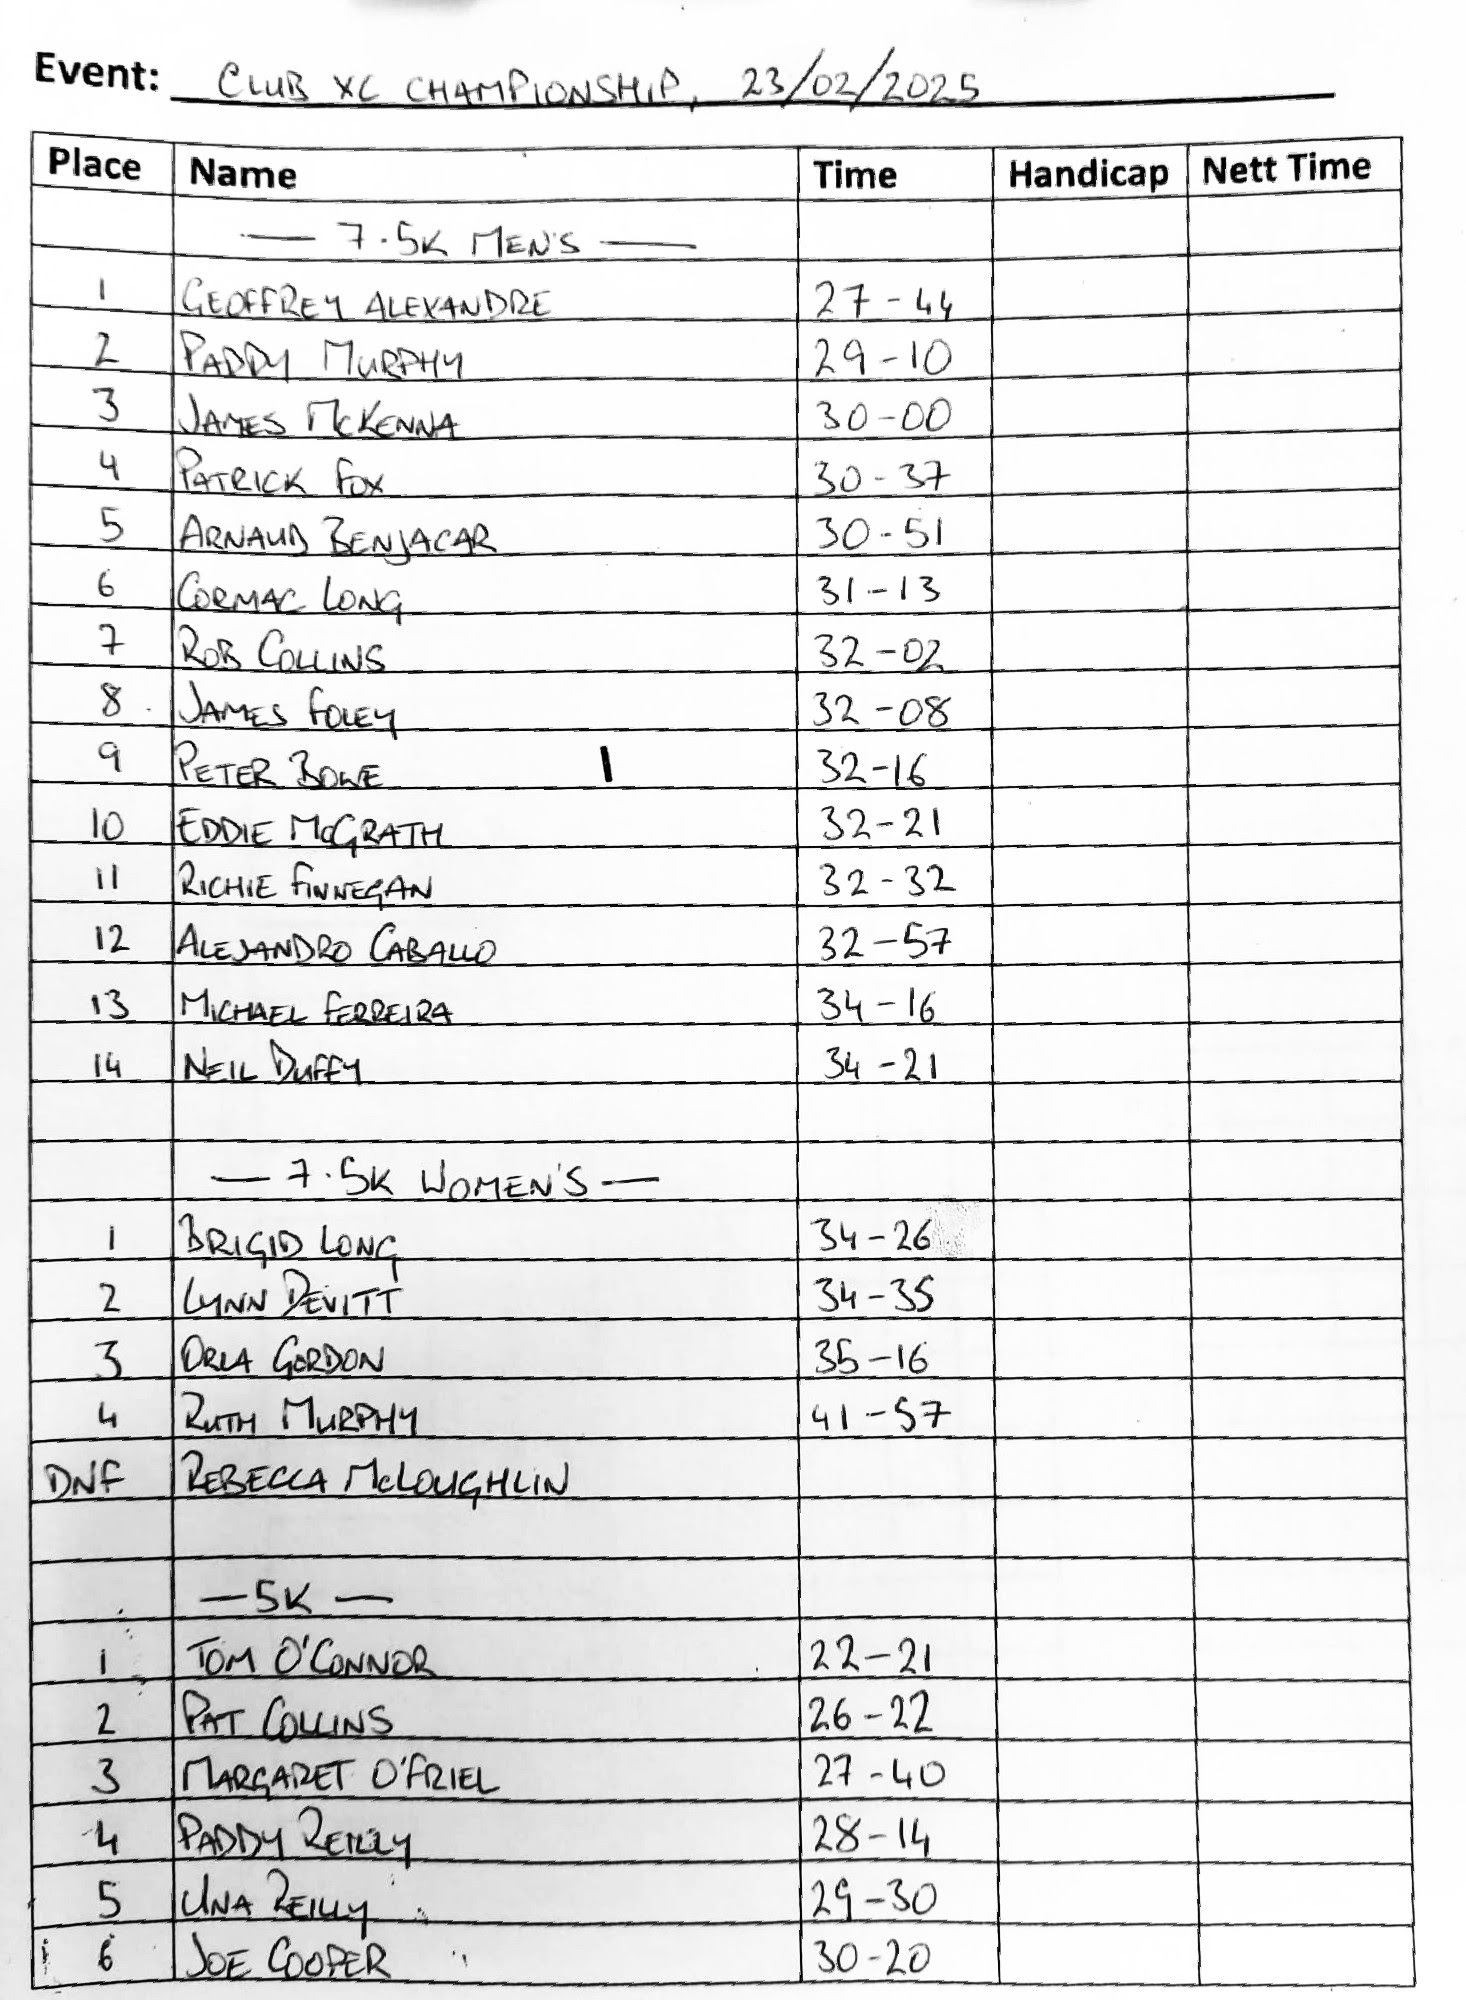 Event: CLUB XC CHAMPIONSHIP, 23/02/2025
Place Name Time Handicap Nett Time
— 7.5K MEN'S —
1 GEOFFREY ALEXANDRE 27-44
2 PADDY MURPHY 29-10
3 JAMES McKENNA 30-00
4 PATRICK FOX 30-37
5 ARNAUD BENJACAR 30-51
6 CORMAC LONG 31-13
7 ROB COLLINS 32-02
8 JAMES FOLEY 32-08
9 PETER BOWE 32-16
10 EDDIE McGRATH 32-21
11 RICHIE FINNEGAN 32-32
12 ALEJANDRO CABALLO 32-57
13 MICHAEL FERREIRA 34-16
14 NEIL DUFFY 34-21
— 7.5K WOMEN'S —
1 BRIGID LONG 34-26
2 LYNN DEVITT 34-35
3 ORLA GORDON 35-16
4 RUTH MURPHY 41-57
DNF REBECCA McLOUGHLIN
— 5K —
1 TOM O'CONNOR 22-21
2 PAT COLLINS 26-22
3 MARGARET O'FRIEL 27-40
4 PADDY REILLY 28-14
5 UNA REILLY 29-30
6 JOE COOPER 30-20